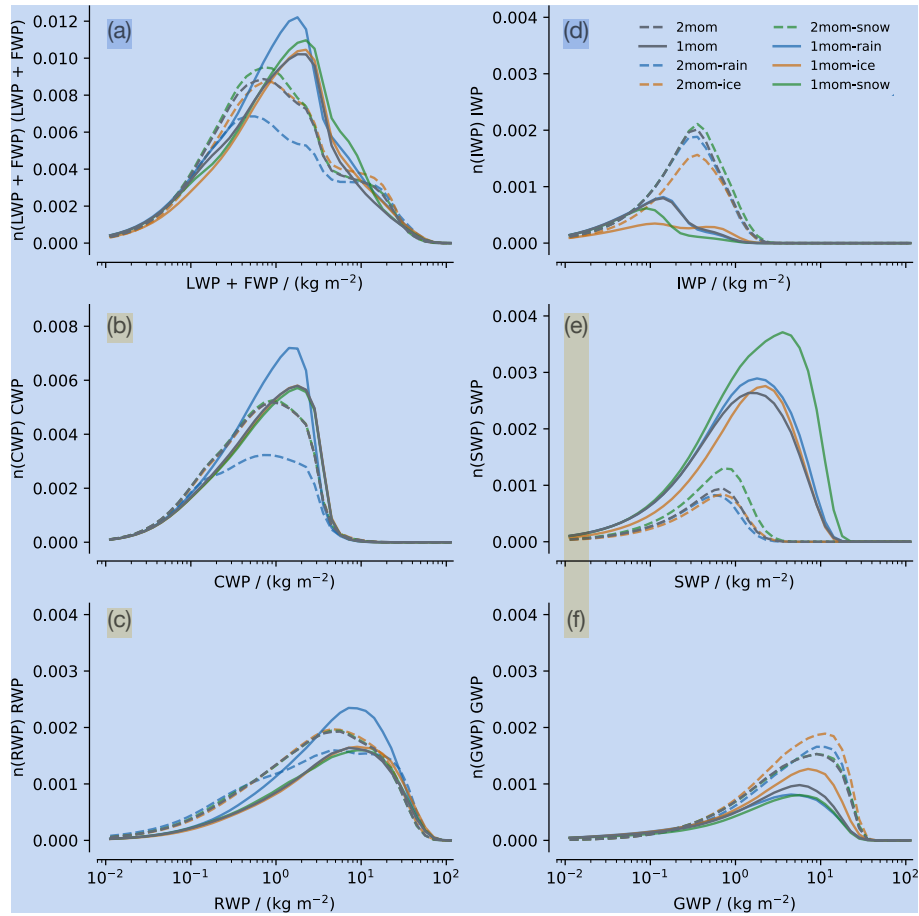 (a)
n(LWP + FWP) (LWP + FWP)
0.012
0.010
0.008
0.006
0.004
0.002
0.000
LWP + FWP / (kg m⁻²)
(d)
2mom
1mom
2mom-rain
2mom-ice
2mom-snow
1mom-rain
1mom-ice
1mom-snow
n(IWP) IWP
0.004
0.003
0.002
0.001
0.000
IWP / (kg m⁻²)
(b)
n(CWP) CWP
0.008
0.006
0.004
0.002
0.000
CWP / (kg m⁻²)
(e)
n(SWP) SWP
0.004
0.003
0.002
0.001
0.000
SWP / (kg m⁻²)
(c)
n(RWP) RWP
0.004
0.003
0.002
0.001
0.000
10⁻² 10⁻¹ 10⁰ 10¹ 10²
RWP / (kg m⁻²)
(f)
n(GWP) GWP
0.004
0.003
0.002
0.001
0.000
10⁻² 10⁻¹ 10⁰ 10¹ 10²
GWP / (kg m⁻²)